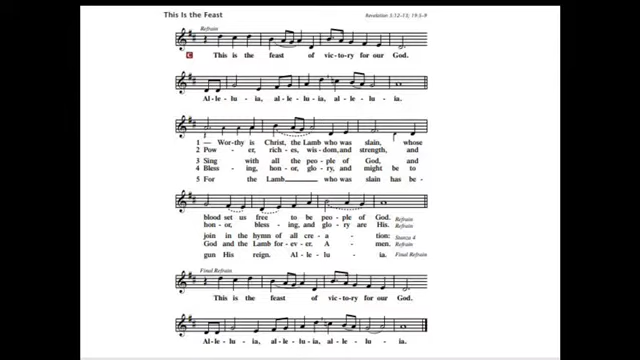 This Is the Feast
Revelation 5:12-13; 19:5-9
Refrain
C This is the feast of vic-to-ry for our God.
Al-le-lu-ia, al-le-lu-ia, al-le-lu-ia.
1 — Wor-thy is Christ, the Lamb who was slain, whose
2 Pow-er, rich-es, wis-dom, and strength, and
3 Sing with all the peo-ple of God, and
4 Bless-ing, hon-or, glo-ry, and might be to
5 For the Lamb who was slain has be-
blood set us free to be peo-ple of God. Refrain
hon-or, bless-ing, and glo-ry are His. Refrain
join in the hymn of all cre-a-tion: Stanza 4
God and the Lamb for-ev-er. A-men. Refrain
gun His reign. Al-le-lu-ia. Final Refrain
Final Refrain
This is the feast of vic-to-ry for our God.
Al-le-lu-ia, al-le-lu-ia, al-le-lu-ia.